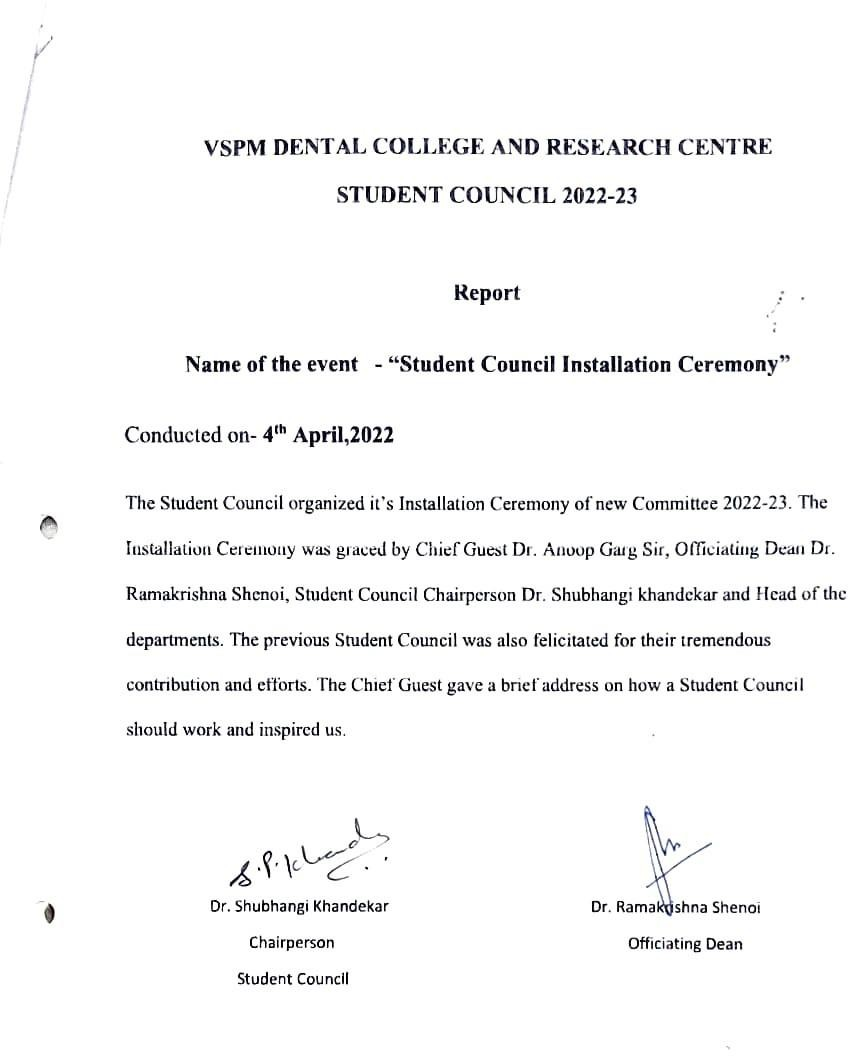 VSPM DENTAL COLLEGE AND RESEARCH CENTRE
STUDENT COUNCIL 2022-23
Report
Name of the event - “Student Council Installation Ceremony”
Conducted on- 4th April,2022
The Student Council organized it’s Installation Ceremony of new Committee 2022-23. The
Installation Ceremony was graced by Chief Guest Dr. Anoop Garg Sir, Officiating Dean Dr.
Ramakrishna Shenoi, Student Council Chairperson Dr. Shubhangi khandekar and Head of the
departments. The previous Student Council was also felicitated for their tremendous
contribution and efforts. The Chief Guest gave a brief address on how a Student Council
should work and inspired us.
Dr. Shubhangi Khandekar
Chairperson
Student Council
Dr. Ramakrishna Shenoi
Officiating Dean